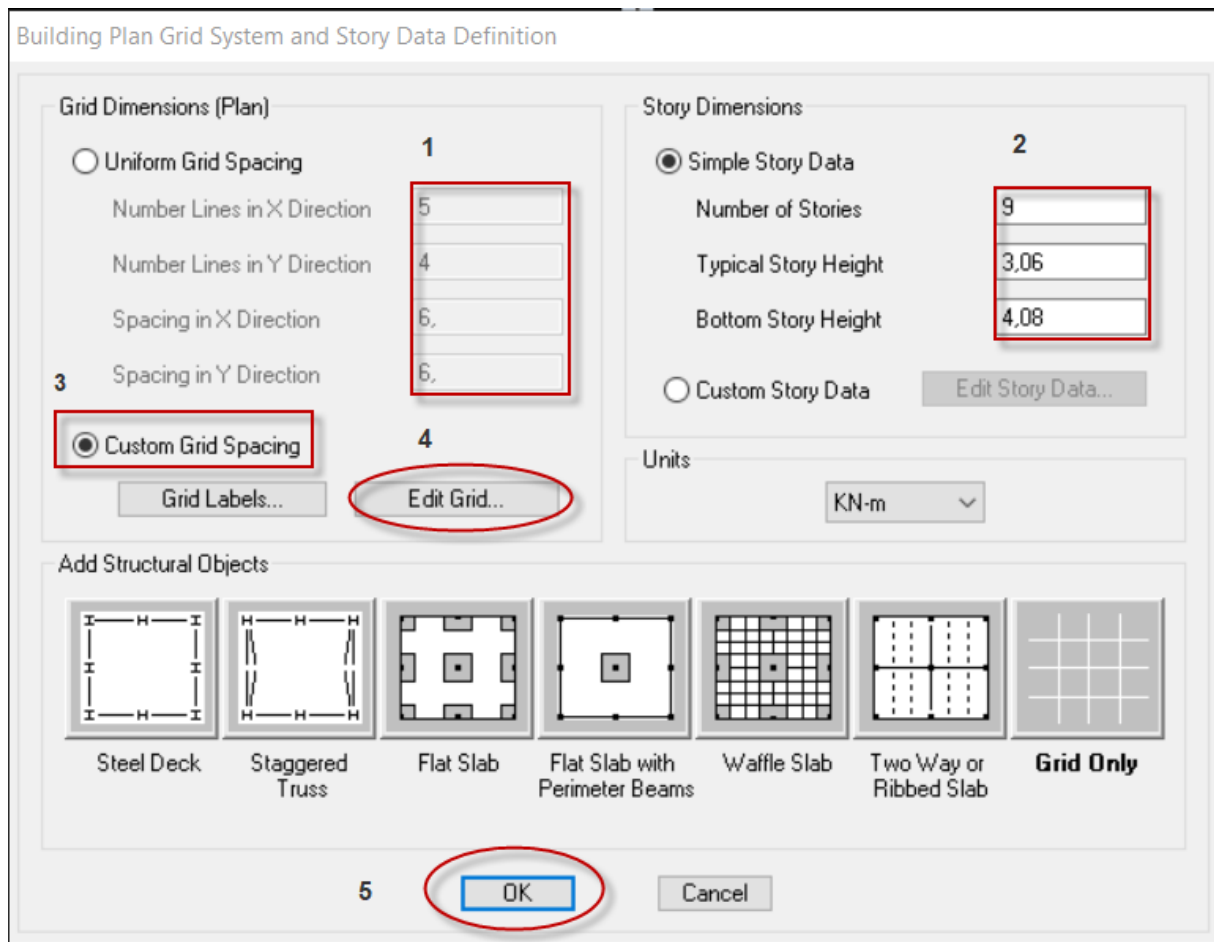 Building Plan Grid System and Story Data Definition
Grid Dimensions (Plan)
1
Uniform Grid Spacing
Number Lines in X Direction 5
Number Lines in Y Direction 4
Spacing in X Direction 6,
Spacing in Y Direction 6,
3
Custom Grid Spacing
4
Grid Labels... Edit Grid...
Story Dimensions
2
Simple Story Data
Number of Stories 9
Typical Story Height 3,06
Bottom Story Height 4,08
Custom Story Data Edit Story Data...
Units
KN-m
Add Structural Objects
Steel Deck
Staggered
Truss
Flat Slab
Flat Slab with
Perimeter Beams
Waffle Slab
Two Way or
Ribbed Slab
Grid Only
5
OK Cancel